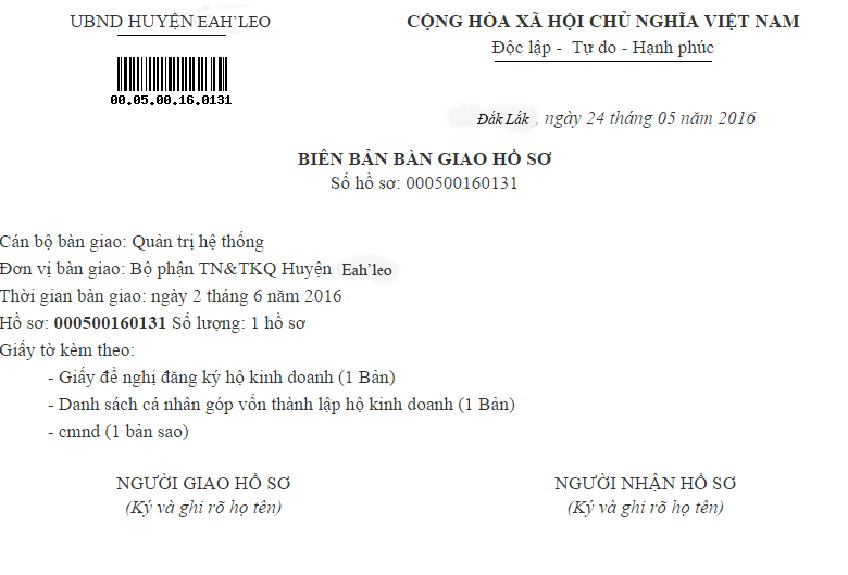 UBND HUYỆN EAH’LEO
CỘNG HÒA XÃ HỘI CHỦ NGHĨA VIỆT NAM
Độc lập - Tự do - Hạnh phúc
00.05.00.16.0131
Đắk Lắk , ngày 24 tháng 05 năm 2016
BIÊN BẢN BÀN GIAO HỒ SƠ
Số hồ sơ: 000500160131
Cán bộ bàn giao: Quản trị hệ thống
Đơn vị bàn giao: Bộ phận TN&TKQ Huyện Eah’leo
Thời gian bàn giao: ngày 2 tháng 6 năm 2016
Hồ sơ: 000500160131 Số lượng: 1 hồ sơ
Giấy tờ kèm theo:
- Giấy đề nghị đăng ký hộ kinh doanh (1 Bản)
- Danh sách cá nhân góp vốn thành lập hộ kinh doanh (1 Bản)
- cmnd (1 bản sao)
NGƯỜI GIAO HỒ SƠ
(Ký và ghi rõ họ tên)
NGƯỜI NHẬN HỒ SƠ
(Ký và ghi rõ họ tên)